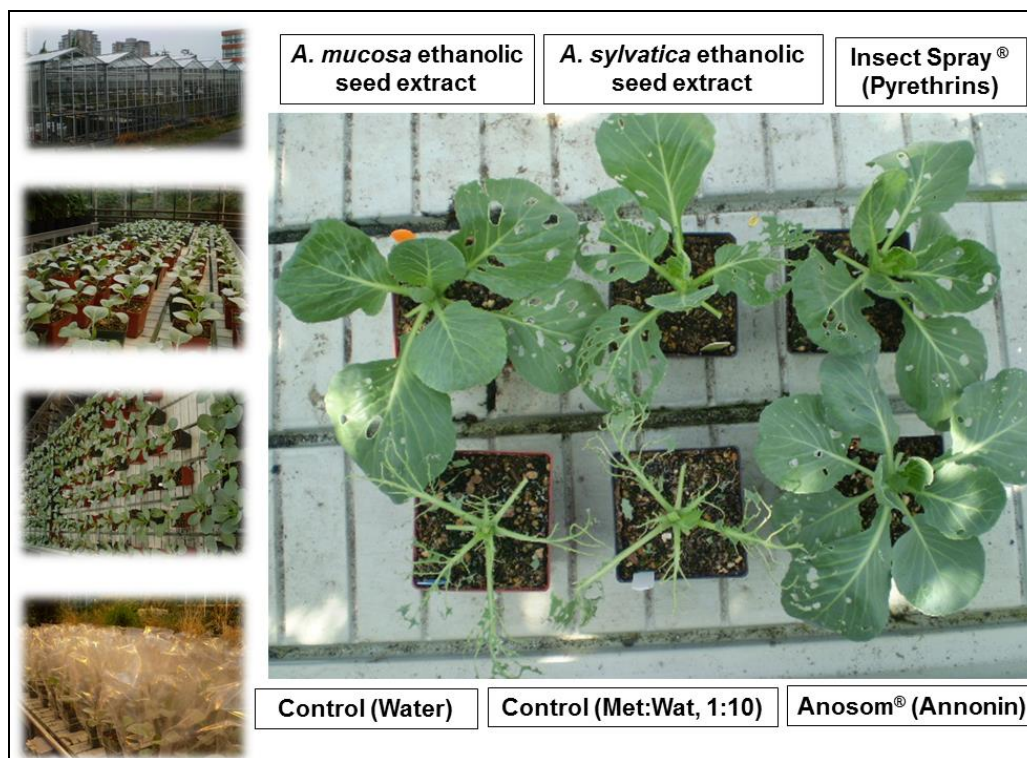 A. mucosa ethanolic
seed extract
A. sylvatica ethanolic
seed extract
Insect Spray ®
(Pyrethrins)
Control (Water)
Control (Met:Wat, 1:10)
Anosom® (Annonin)